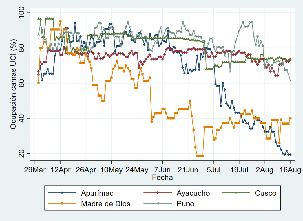 Ocupación camas UCI (%)
100
80
60
40
20
29Mar 12Apr 26Apr 10May 24May 7Jun 21Jun 5Jul 19Jul 2Aug 16Aug
Fecha
Apurímac Ayacucho Cusco
Madre de Dios Puno